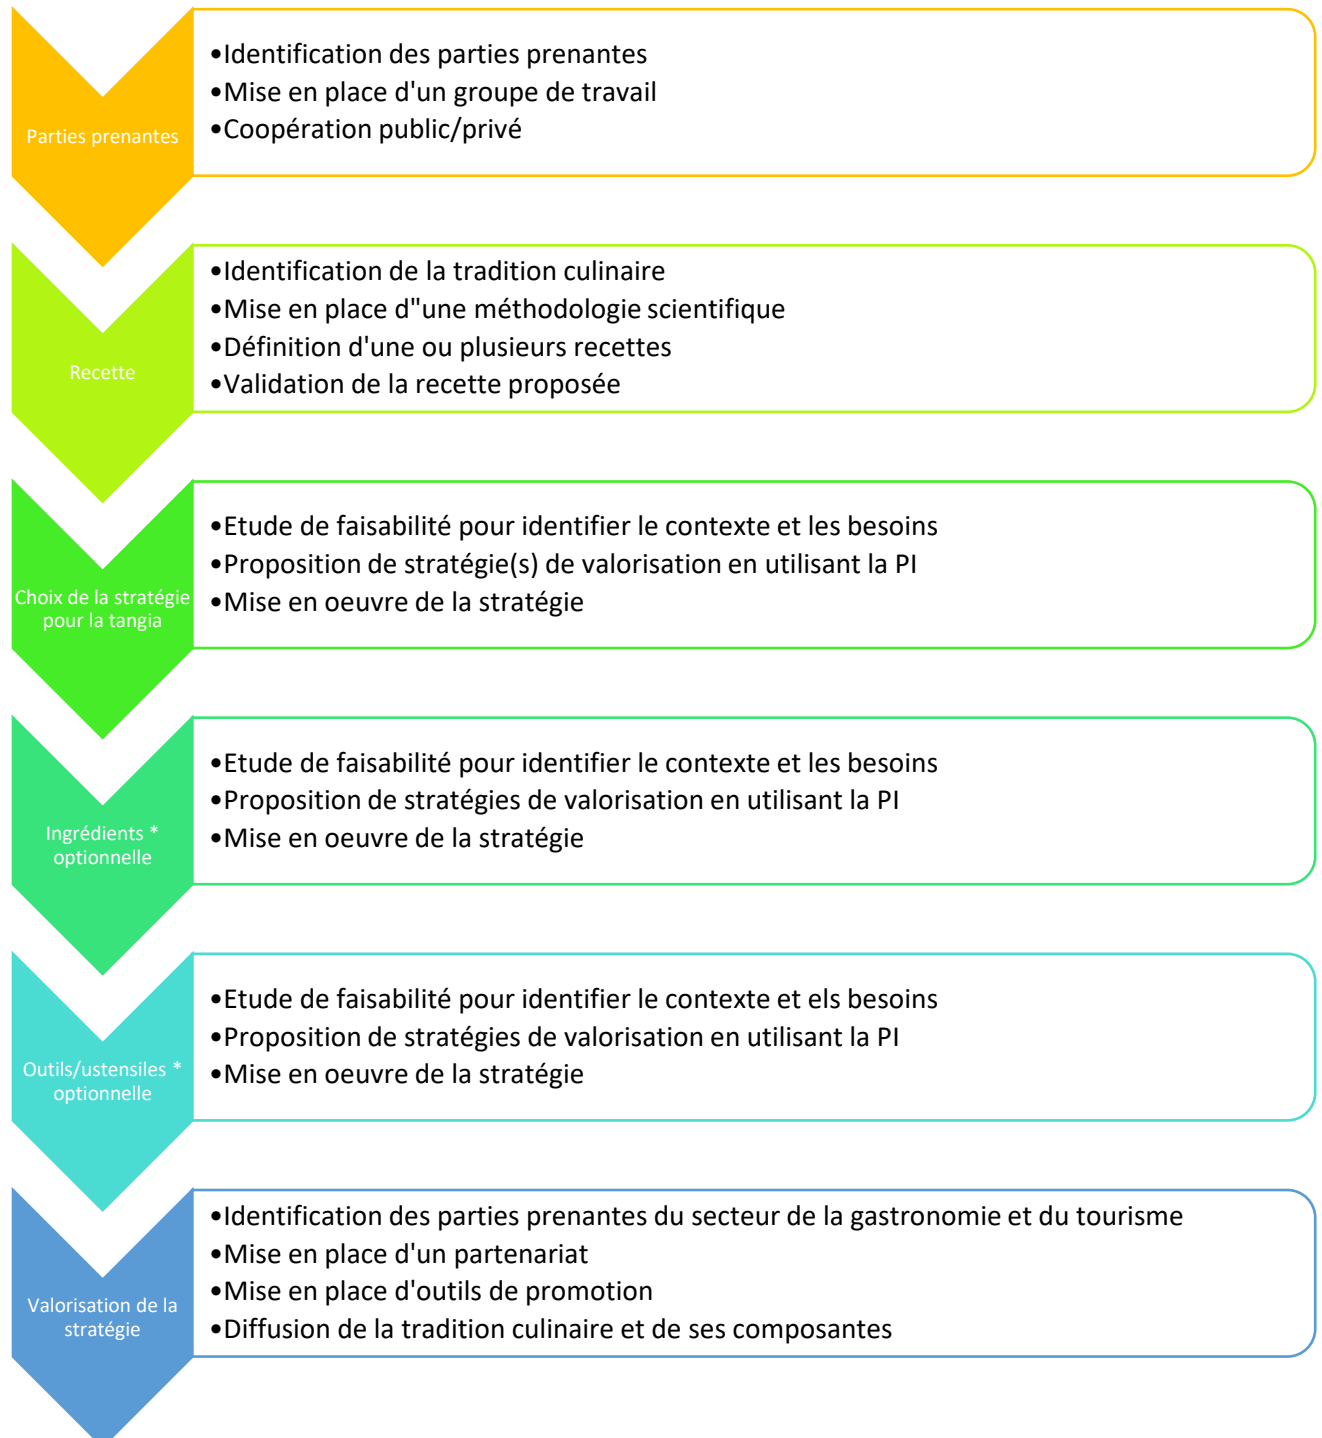 Parties prenantes
•Identification des parties prenantes
•Mise en place d'un groupe de travail
•Coopération public/privé
Recette
•Identification de la tradition culinaire
•Mise en place d"une méthodologie scientifique
•Définition d'une ou plusieurs recettes
•Validation de la recette proposée
Choix de la stratégie
pour la tangia
•Etude de faisabilité pour identifier le contexte et les besoins
•Proposition de stratégie(s) de valorisation en utilisant la PI
•Mise en oeuvre de la stratégie
Ingrédients *
optionnelle
•Etude de faisabilité pour identifier le contexte et les besoins
•Proposition de stratégies de valorisation en utilisant la PI
•Mise en oeuvre de la stratégie
Outils/ustensiles *
optionnelle
•Etude de faisabilité pour identifier le contexte et els besoins
•Proposition de stratégies de valorisation en utilisant la PI
•Mise en oeuvre de la stratégie
Valorisation de la
stratégie
•Identification des parties prenantes du secteur de la gastronomie et du tourisme
•Mise en place d'un partenariat
•Mise en place d'outils de promotion
•Diffusion de la tradition culinaire et de ses composantes